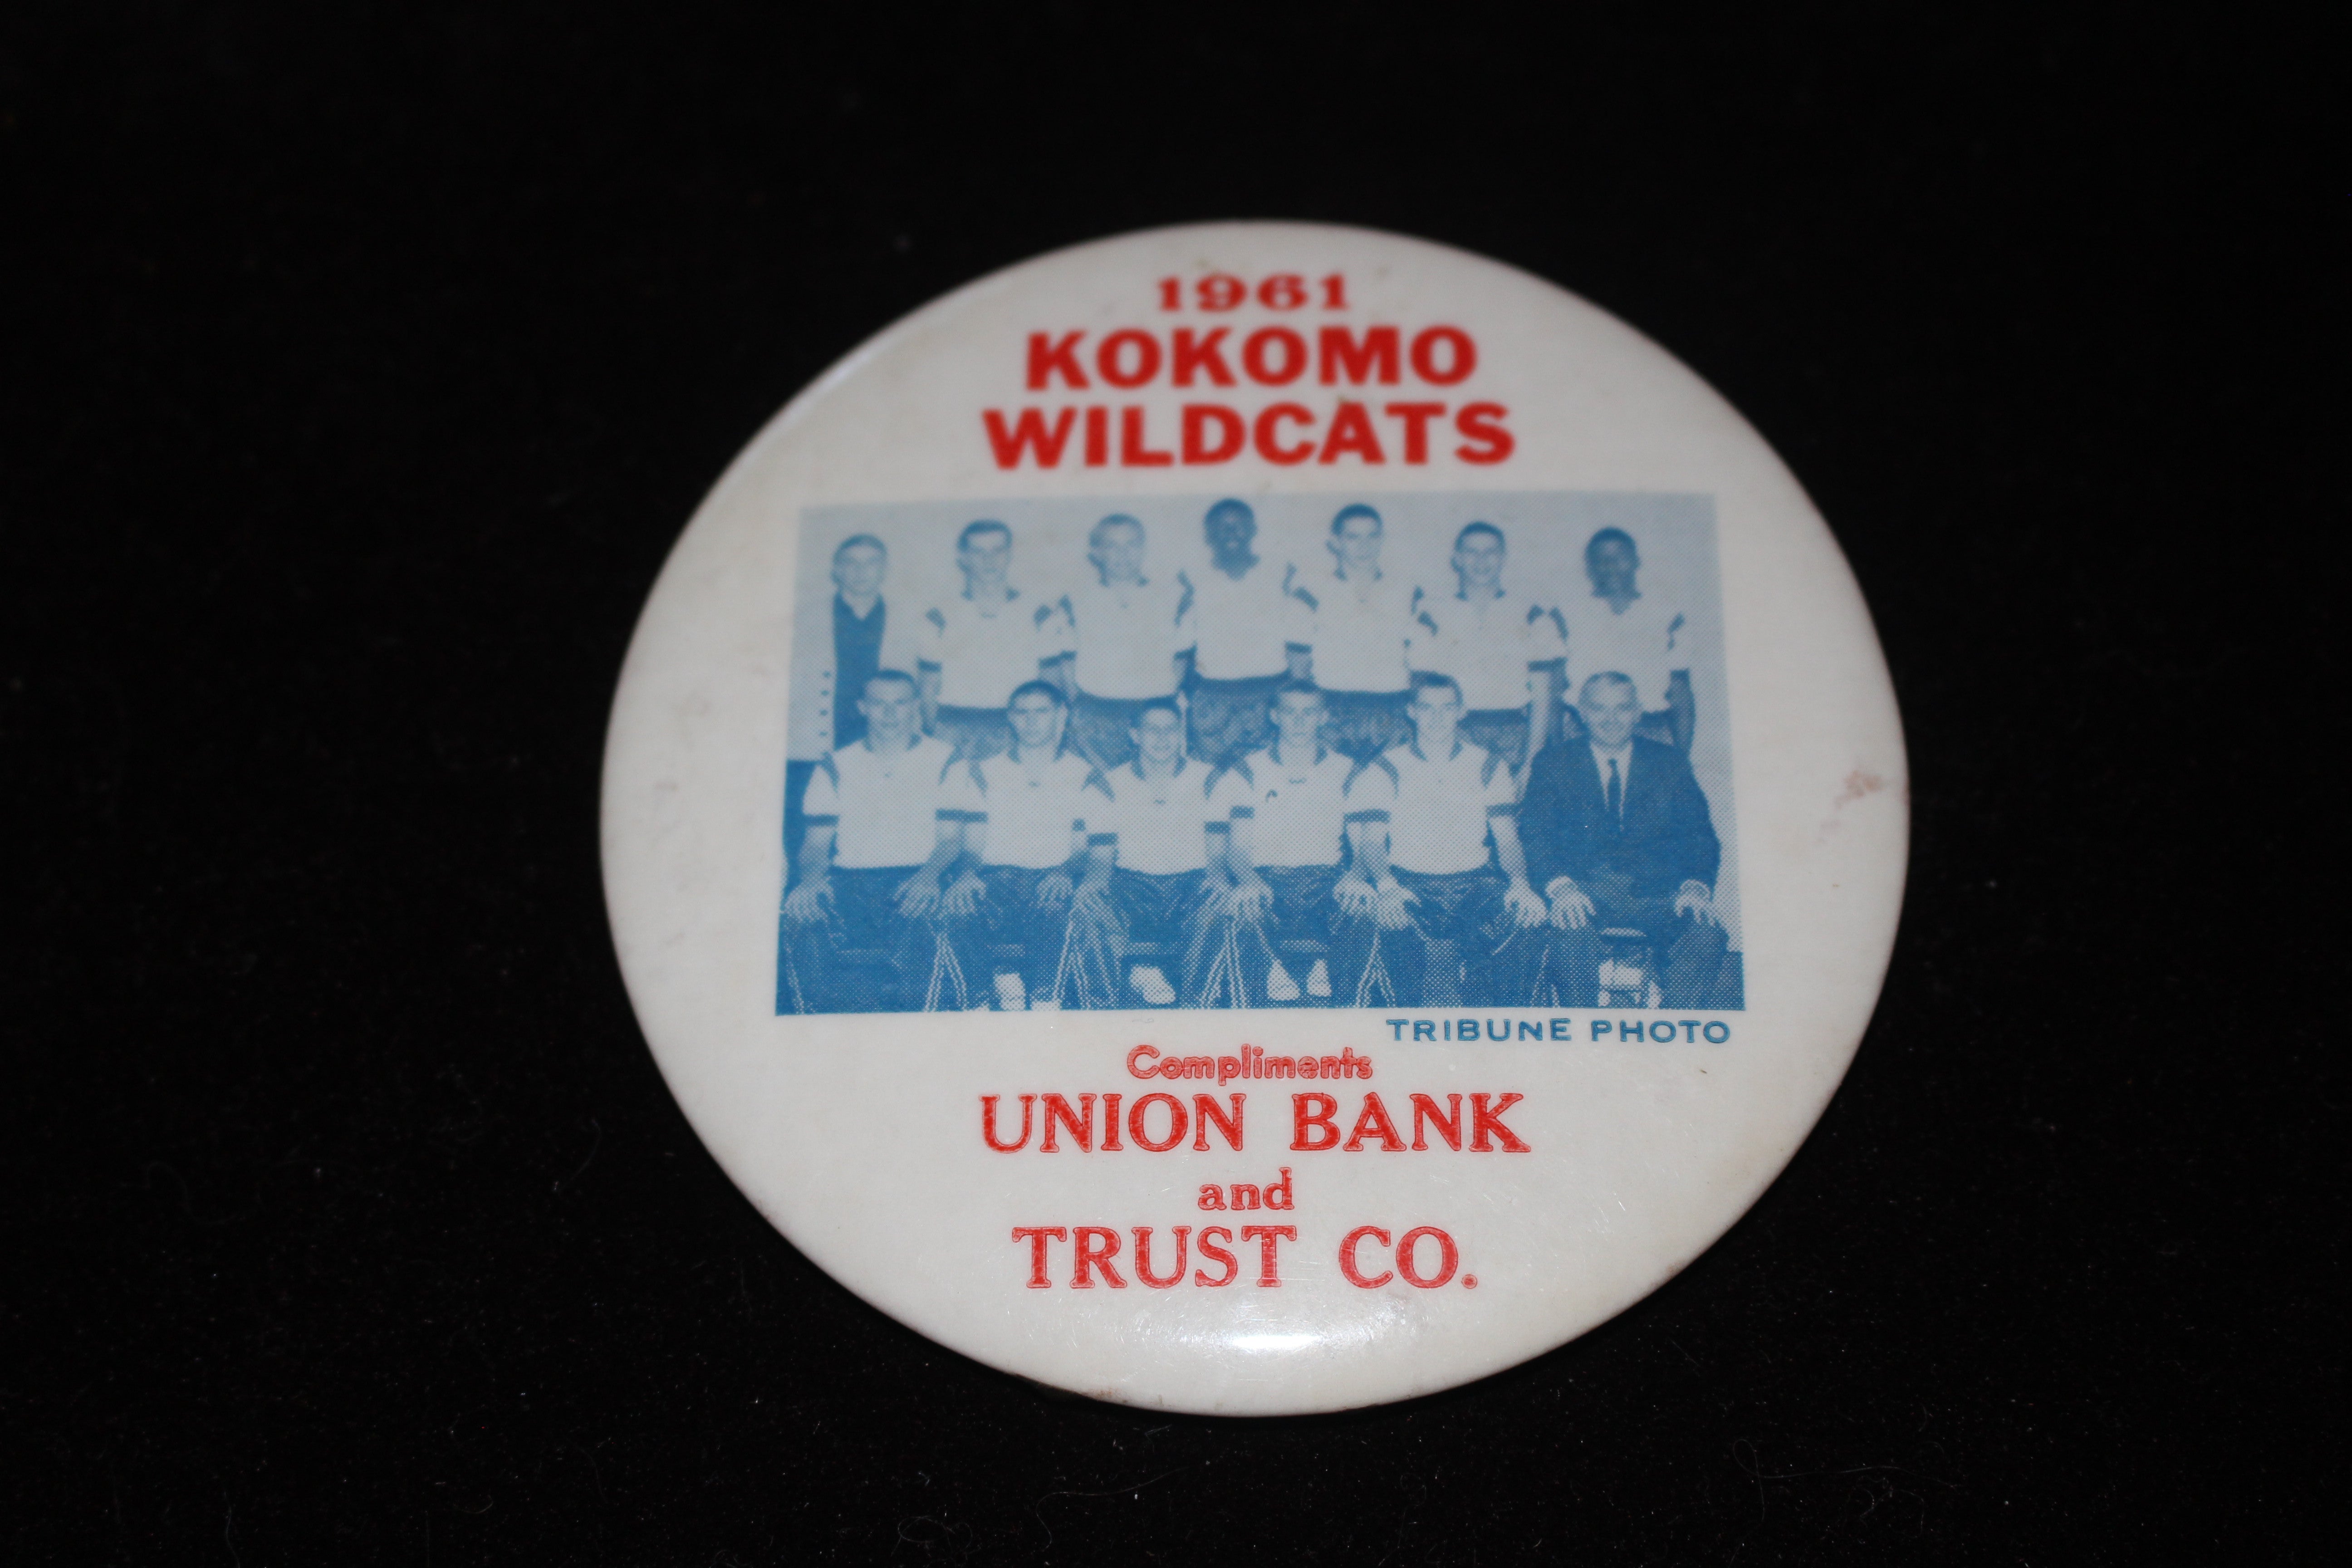 1961
KOKOMO
WILDCATS
TRIBUNE PHOTO
Compliments
UNION BANK
and
TRUST CO.